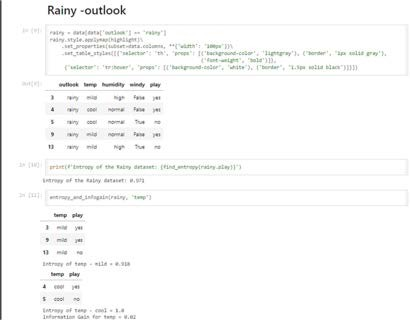 Rainy -outlook
In [9]:
rainy = data[data['outlook'] == 'rainy']
rainy.style.applymap(highlight)\
.set_properties(subset=data.columns, **{'width': '100px'})\
.set_table_styles([{'selector': 'th', 'props': [('background-color', 'lightgray'), ('border', '1px solid gray'),
('font-weight', 'bold')]},
{'selector': 'tr:hover', 'props': [('background-color', 'white'), ('border', '1.5px solid black')]}])
Out[9]:
outlook temp humidity windy play
3 rainy mild high False yes
4 rainy cool normal False yes
5 rainy cool normal True no
9 rainy mild normal False yes
13 rainy mild high True no
In [10]:
print(f'Entropy of the Rainy dataset: {find_entropy(rainy.play)}')
Entropy of the Rainy dataset: 0.971
In [11]:
entropy_and_infogain(rainy, 'temp')
temp play
3 mild yes
9 mild yes
13 mild no
Entropy of temp - mild = 0.918
temp play
4 cool yes
5 cool no
Entropy of temp - cool = 1.0
Information Gain for temp = 0.02